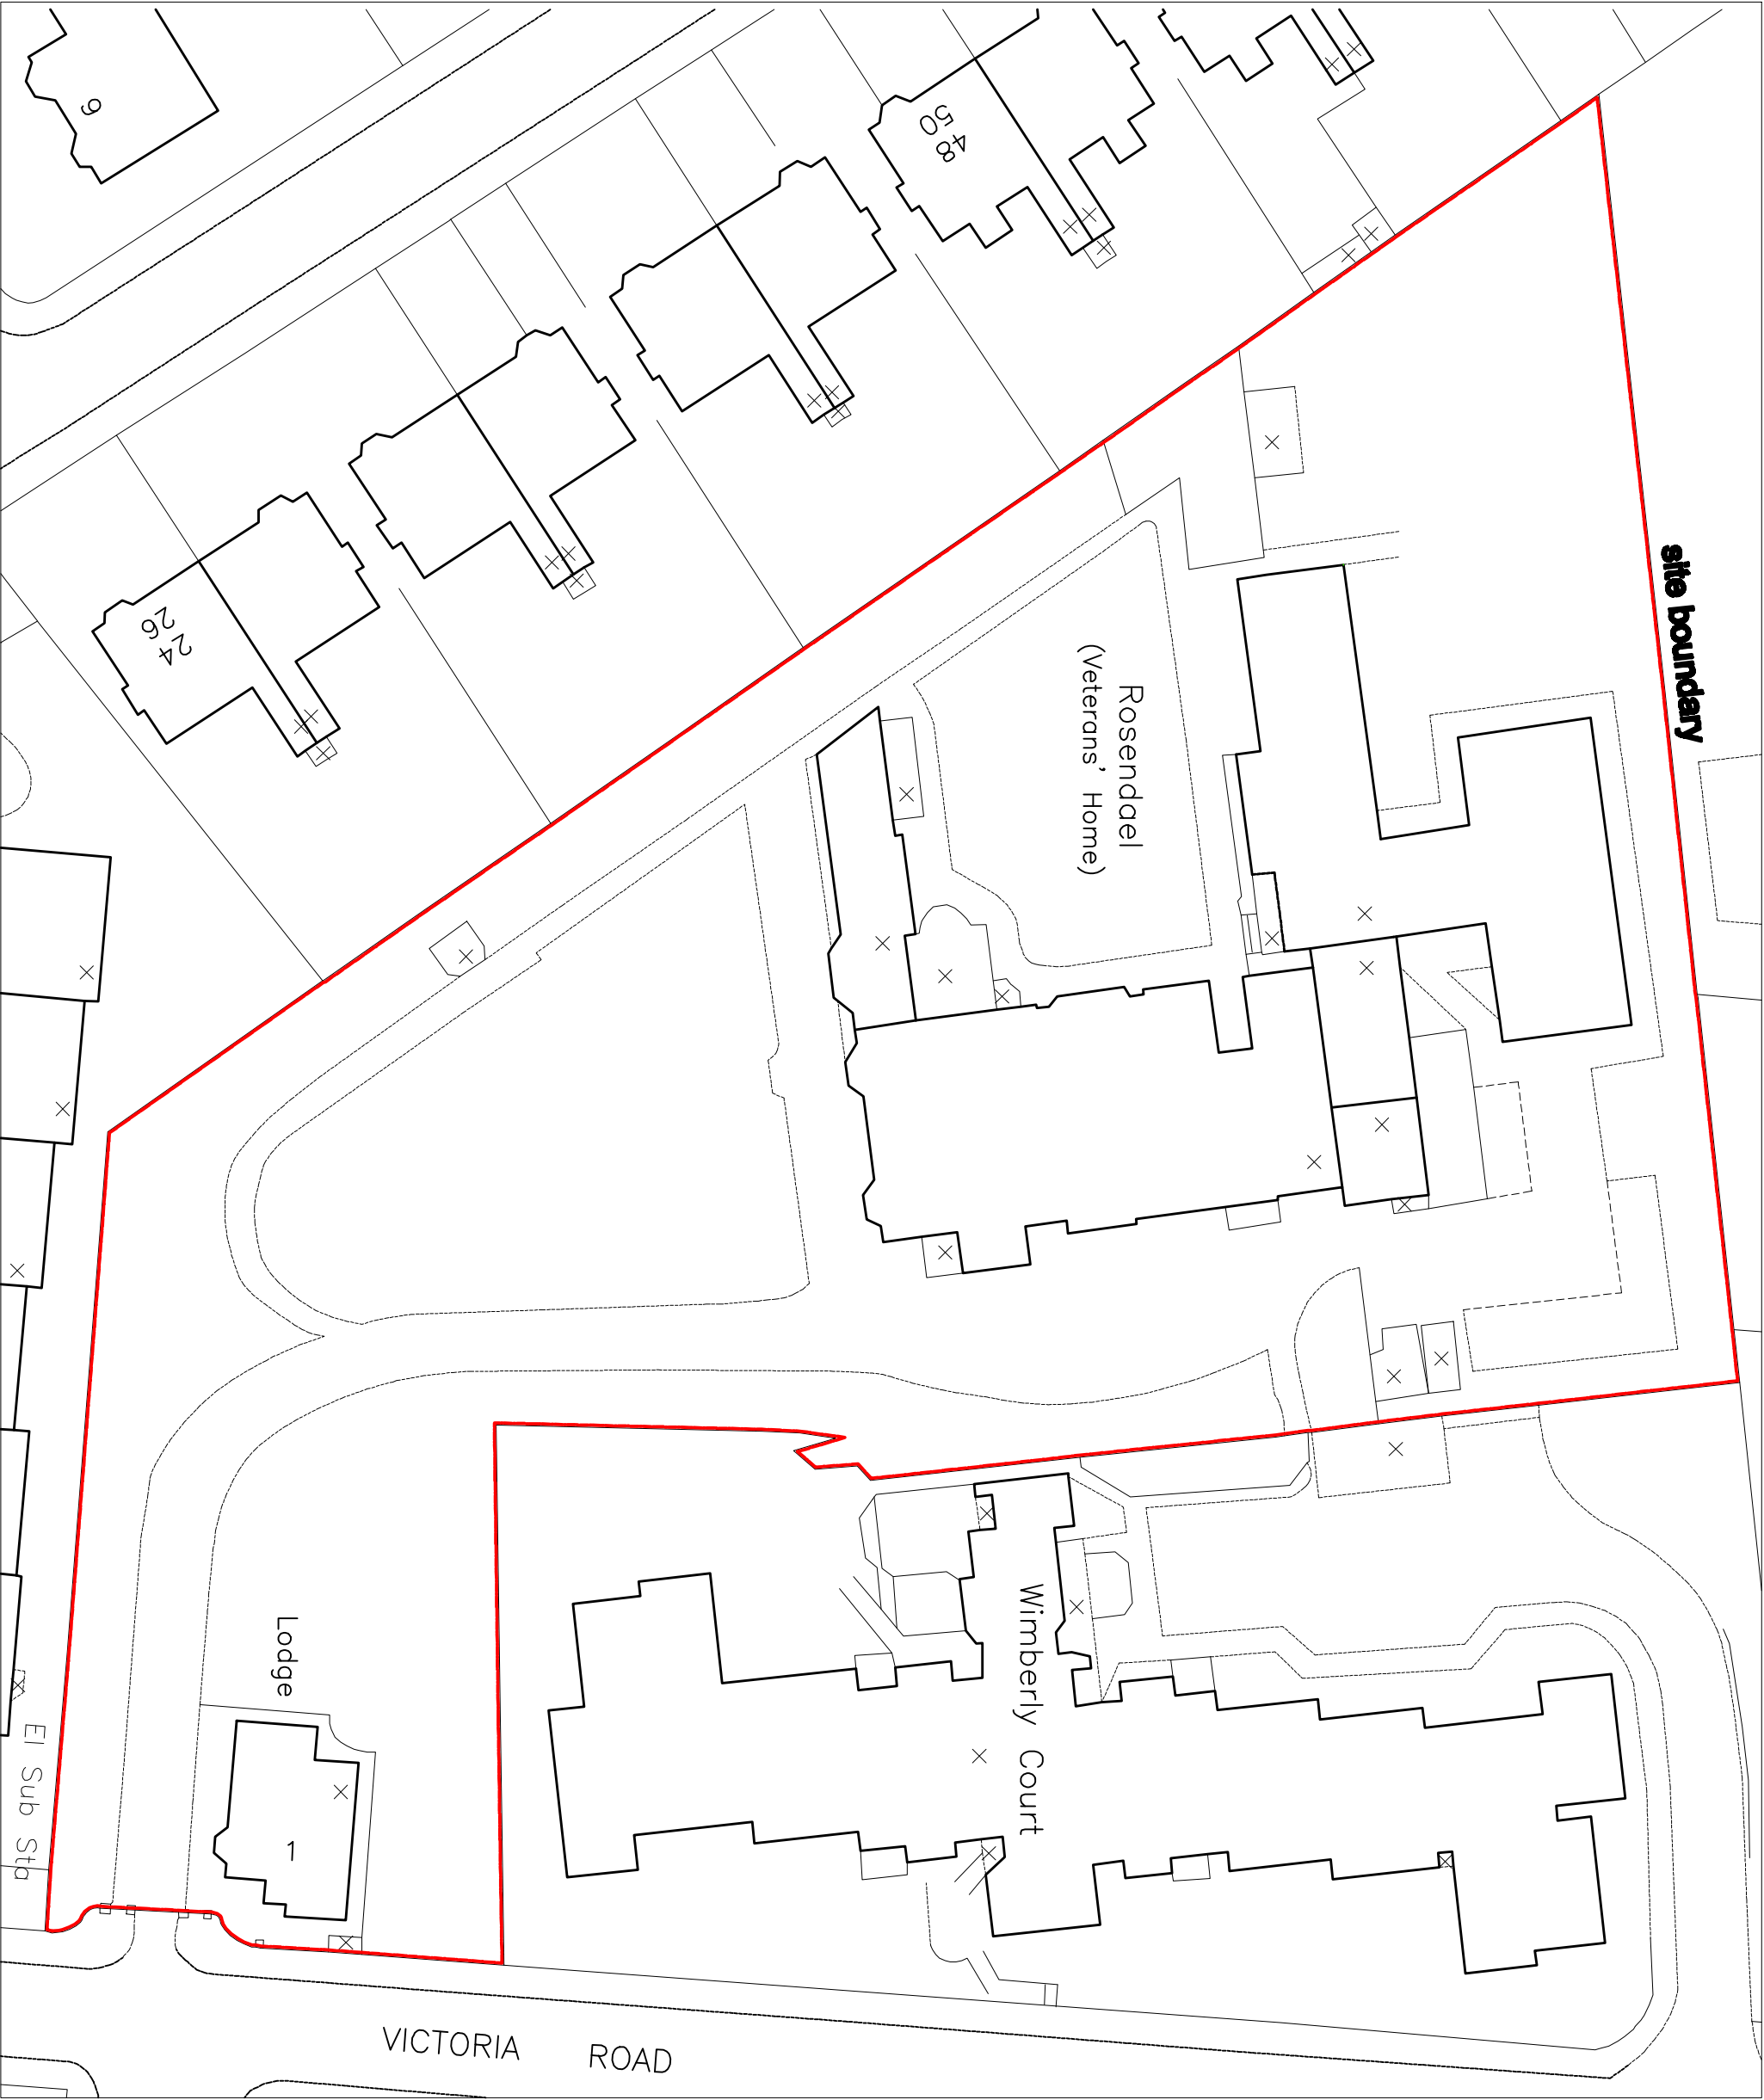 9
50
48
site boundary
26
24
Rosendael
(Veterans' Home)
Lodge
Wimberly Court
El Sub Sta
1
VICTORIA ROAD